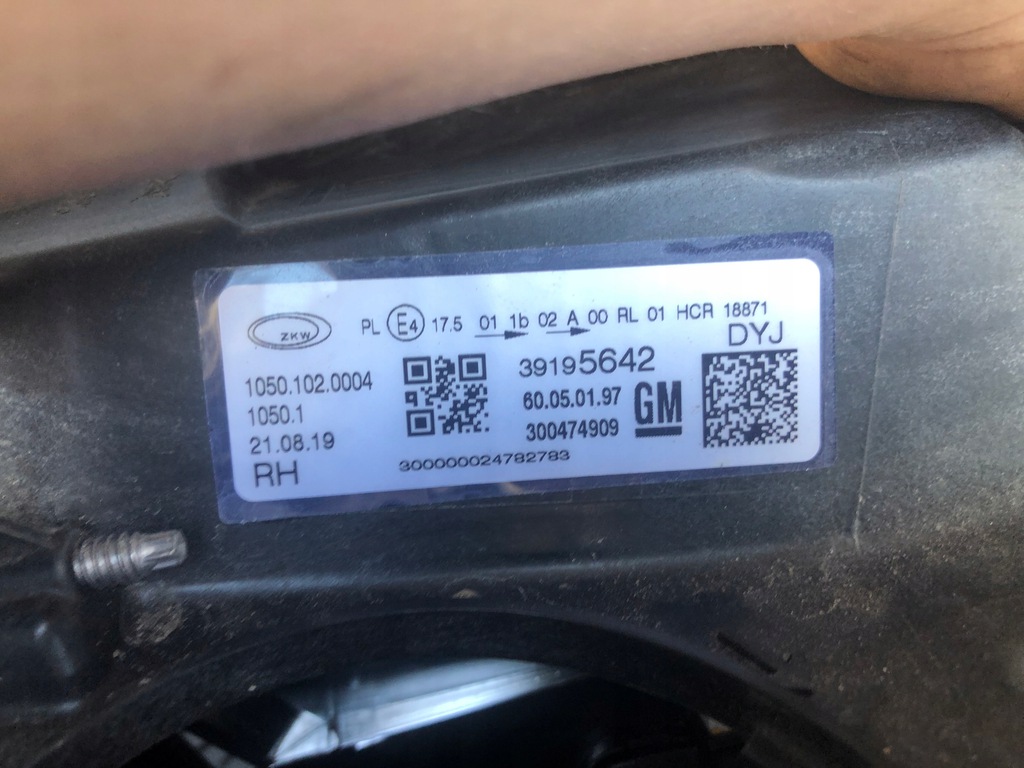 ZKW
PL E4 17.5 01 1b 02 A 00 RL 01 HCR 18871
DYJ
1050.102.0004
1050.1
21.08.19
RH
39195642
60.05.01.97
300474909
GM
300000024782783